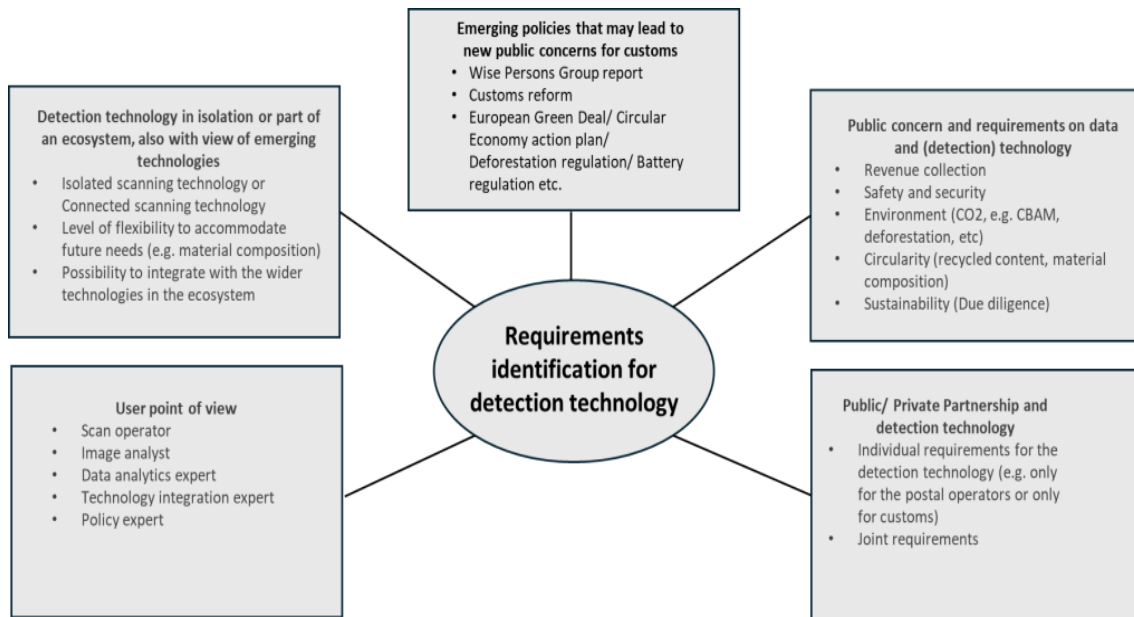 Emerging policies that may lead to
new public concerns for customs
• Wise Persons Group report
• Customs reform
• European Green Deal/ Circular
Economy action plan/
Deforestation regulation/ Battery
regulation etc.
Detection technology in isolation or part of
an ecosystem, also with view of emerging
technologies
• Isolated scanning technology or
Connected scanning technology
• Level of flexibility to accommodate
future needs (e.g. material composition)
• Possibility to integrate with the wider
technologies in the ecosystem
Public concern and requirements on data
and (detection) technology
• Revenue collection
• Safety and security
• Environment (CO2, e.g. CBAM,
deforestation, etc)
• Circularity (recycled content, material
composition)
• Sustainability (Due diligence)
Requirements
identification for
detection technology
User point of view
• Scan operator
• Image analyst
• Data analytics expert
• Technology integration expert
• Policy expert
Public/ Private Partnership and
detection technology
• Individual requirements for the
detection technology (e.g. only
for the postal operators or only
for customs)
• Joint requirements